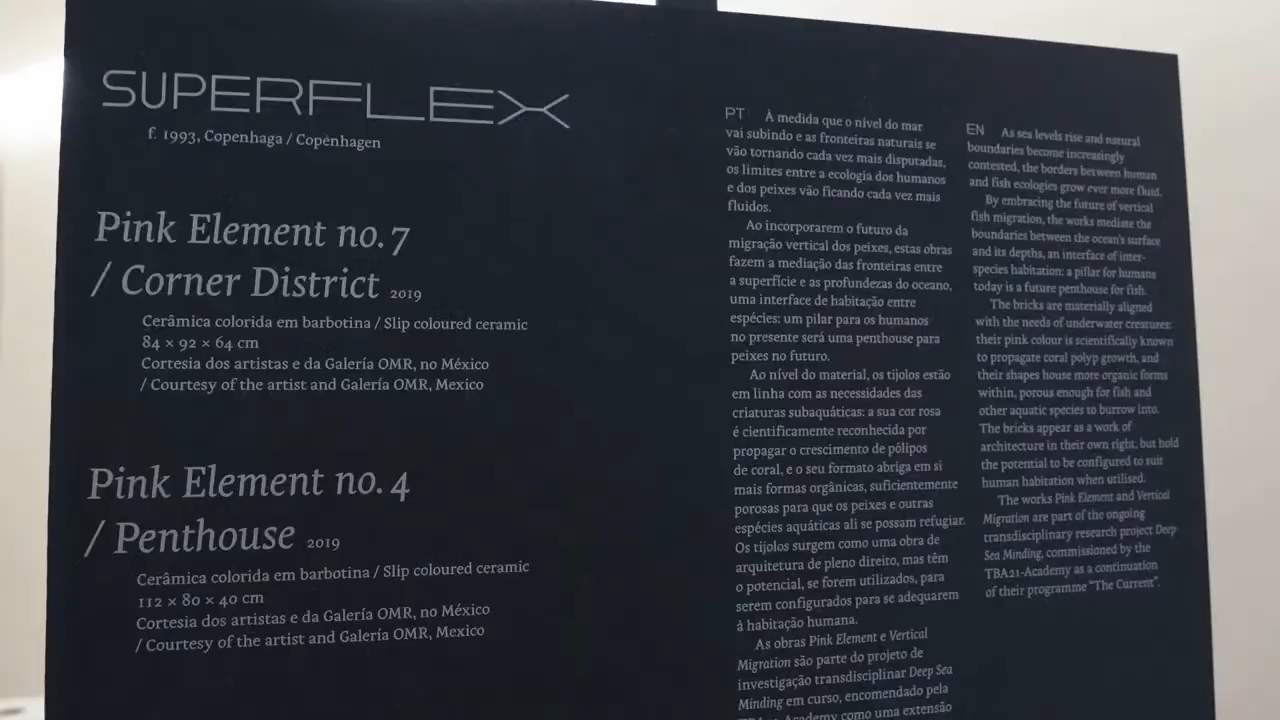 SUPERFLEX
f. 1993, Copenhaga / Copenhagen
Pink Element no. 7
/ Corner District 2019
Cerâmica colorida em barbotina / Slip coloured ceramic
84 × 92 × 64 cm
Cortesia dos artistas e da Galería OMR, no México
/ Courtesy of the artist and Galería OMR, Mexico
Pink Element no. 4
/ Penthouse 2019
Cerâmica colorida em barbotina / Slip coloured ceramic
112 × 80 × 40 cm
Cortesia dos artistas e da Galería OMR, no México
/ Courtesy of the artist and Galería OMR, Mexico
PT À medida que o nível do mar
vai subindo e as fronteiras naturais se
vão tornando cada vez mais disputadas,
os limites entre a ecologia dos humanos
e dos peixes vão ficando cada vez mais
fluidos.
Ao incorporarem o futuro da
migração vertical dos peixes, estas obras
fazem a mediação das fronteiras entre
a superfície e as profundezas do oceano,
uma interface de habitação entre
espécies: um pilar para os humanos
no presente será uma penthouse para
peixes no futuro.
Ao nível do material, os tijolos estão
em linha com as necessidades das
criaturas subaquáticas: a sua cor rosa
é cientificamente reconhecida por
propagar o crescimento de pólipos
de coral, e o seu formato abriga em si
mais formas orgânicas, suficientemente
porosas para que os peixes e outras
espécies aquáticas ali se possam refugiar.
Os tijolos surgem como uma obra de
arquitetura de pleno direito, mas têm
o potencial, se forem utilizados, para
serem configurados para se adequarem
à habitação humana.
As obras Pink Element e Vertical
Migration são parte do projeto de
investigação transdisciplinar Deep Sea
Minding em curso, encomendado pela
TBA21-Academy como uma extensão
EN As sea levels rise and natural
boundaries become increasingly
contested, the borders between human
and fish ecologies grow ever more fluid.
By embracing the future of vertical
fish migration, the works mediate the
boundaries between the ocean's surface
and its depths, an interface of inter-
species habitation: a pillar for humans
today is a future penthouse for fish.
The bricks are materially aligned
with the needs of underwater creatures:
their pink colour is scientifically known
to propagate coral polyp growth, and
their shapes house more organic forms
within, porous enough for fish and
other aquatic species to burrow into.
The bricks appear as a work of
architecture in their own right, but hold
the potential to be configured to suit
human habitation when utilised.
The works Pink Element and Vertical
Migration are part of the ongoing
transdisciplinary research project Deep
Sea Minding, commissioned by the
TBA21-Academy as a continuation
of their programme "The Current".